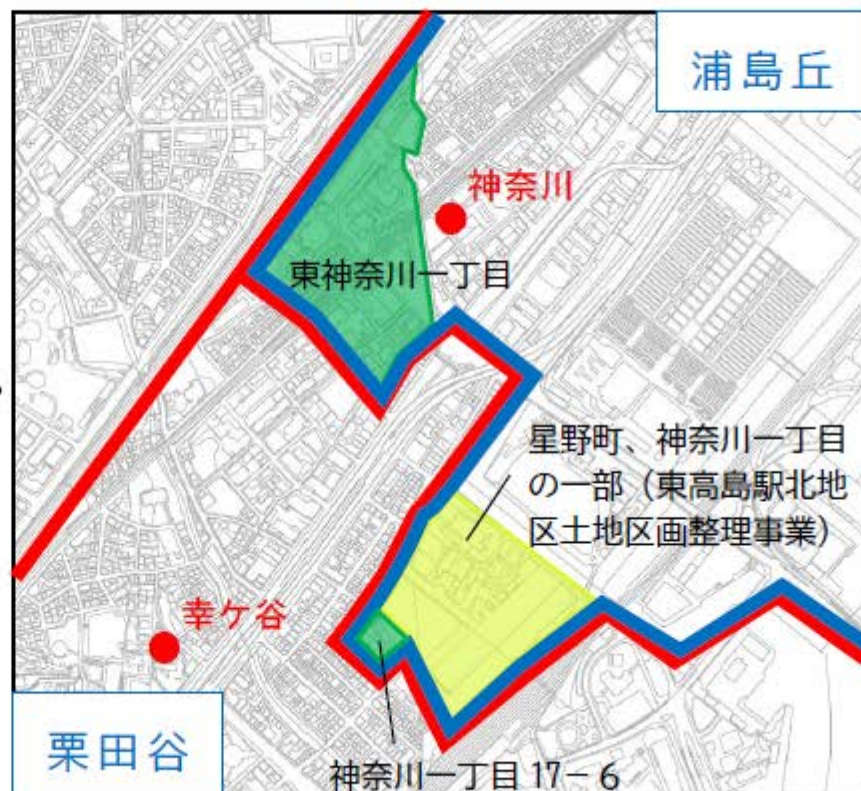 浦島丘
神奈川
東神奈川一丁目
星野町、神奈川一丁目
の一部（東高島駅北地
区土地区画整理事業）
幸ケ谷
栗田谷
神奈川一丁目 17－6